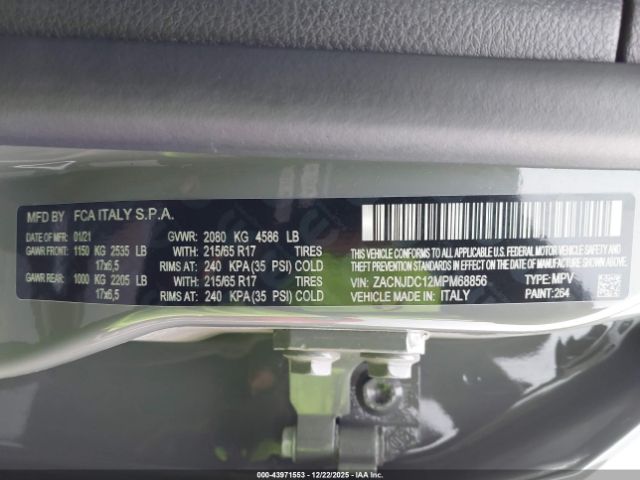 MFD BY FCA ITALY S.P.A.
DATE OF MFR: 01/21 GVWR: 2080 KG 4586 LB
GAWR FRONT: 1150 KG 2535 LB WITH: 215/65 R17 TIRES
17x6,5 RIMS AT: 240 KPA (35 PSI) COLD
GAWR REAR: 1000 KG 2205 LB WITH: 215/65 R17 TIRES
17x6,5 RIMS AT: 240 KPA (35 PSI) COLD
THIS VEHICLE CONFORMS TO ALL APPLICABLE
U.S.A. FEDERAL MOTOR VEHICLE SAFETY
AND THEFT PREVENTION STANDARDS IN EFFECT ON THE
DATE OF MANUFACTURE SHOWN ABOVE.
VIN: ZACNJDC12MPM68856 TYPE: MPV
VEHICLE MADE IN: ITALY PAINT: 264
000-43971553 - 12/22/2025 - IAAI.COM